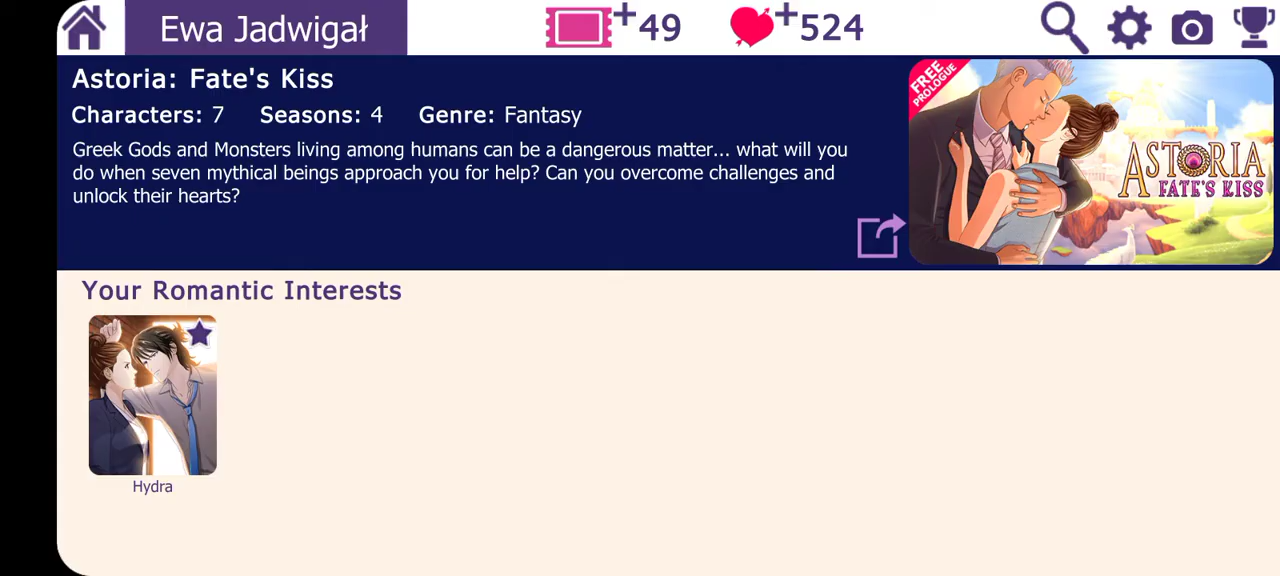 Ewa Jadwigał
+49
+524
Astoria: Fate's Kiss
Characters: 7 Seasons: 4 Genre: Fantasy
Greek Gods and Monsters living among humans can be a dangerous matter... what will you
do when seven mythical beings approach you for help? Can you overcome challenges and
unlock their hearts?
FREE
PROLOGUE
ASTORIA
FATE'S KISS
Your Romantic Interests
Hydra